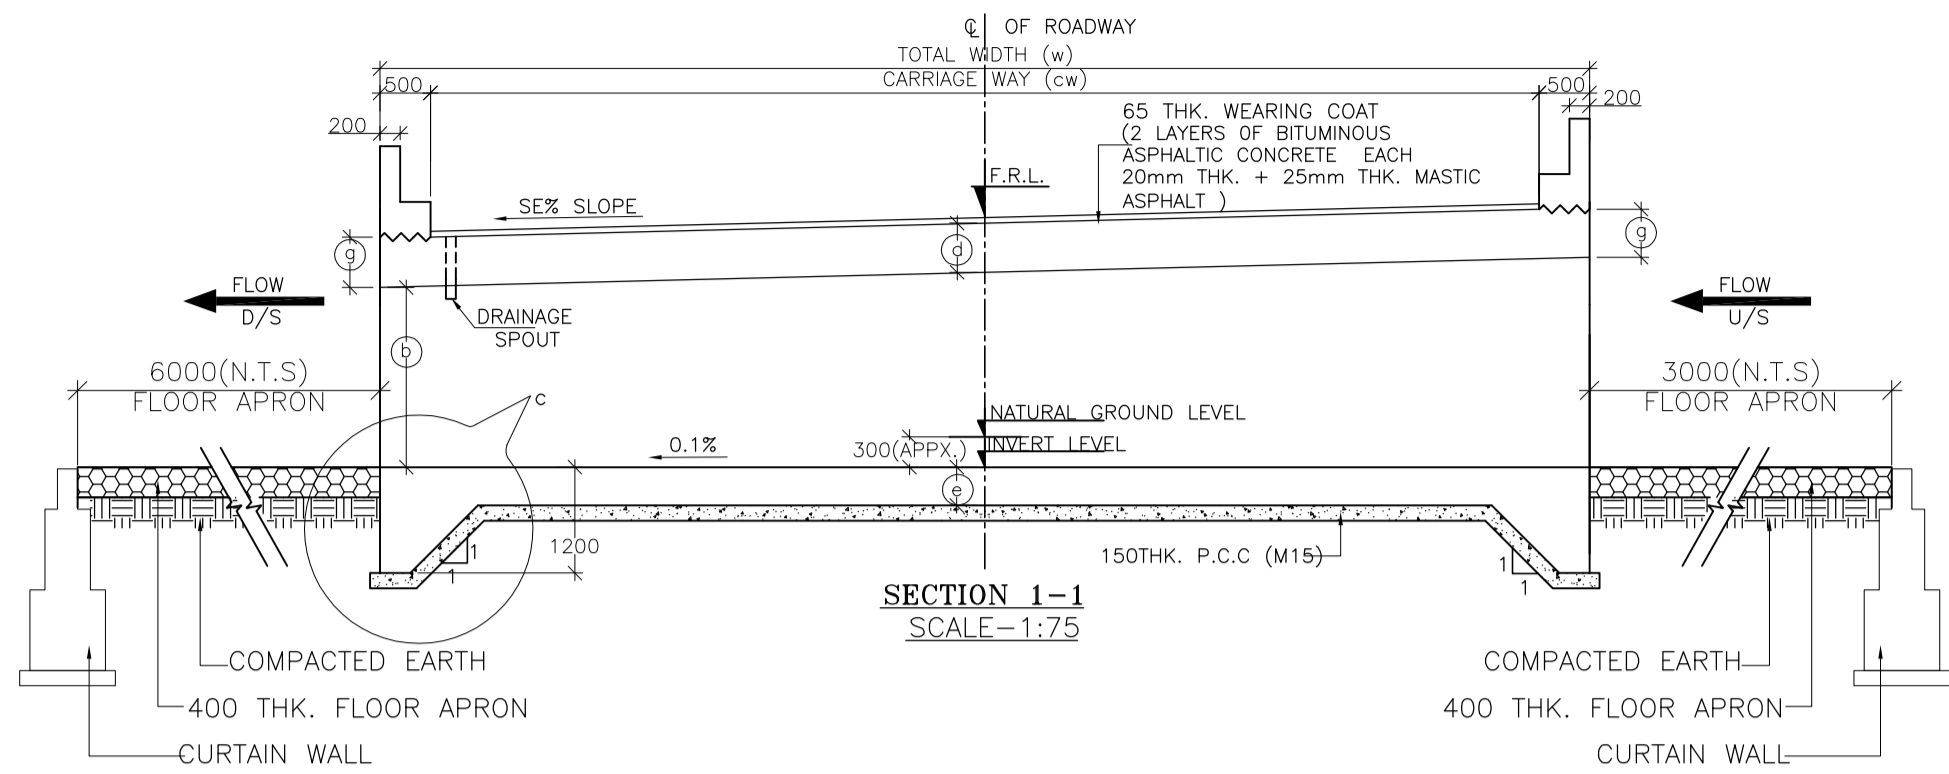 ℄ OF ROADWAY
TOTAL WIDTH (w)
CARRIAGE WAY (cw)
500
500
200
200
65 THK. WEARING COAT
(2 LAYERS OF BITUMINOUS
ASPHALTIC CONCRETE EACH
20mm THK. + 25mm THK. MASTIC
ASPHALT )
F.R.L.
SE% SLOPE
g
d
g
FLOW
D/S
FLOW
U/S
DRAINAGE
SPOUT
b
6000(N.T.S)
FLOOR APRON
3000(N.T.S)
FLOOR APRON
c
NATURAL GROUND LEVEL
0.1%
300(APPX.)
INVERT LEVEL
e
1200
1
1
150THK. P.C.C (M15)
1
1
SECTION 1-1
SCALE-1:75
COMPACTED EARTH
400 THK. FLOOR APRON
CURTAIN WALL
COMPACTED EARTH
400 THK. FLOOR APRON
CURTAIN WALL